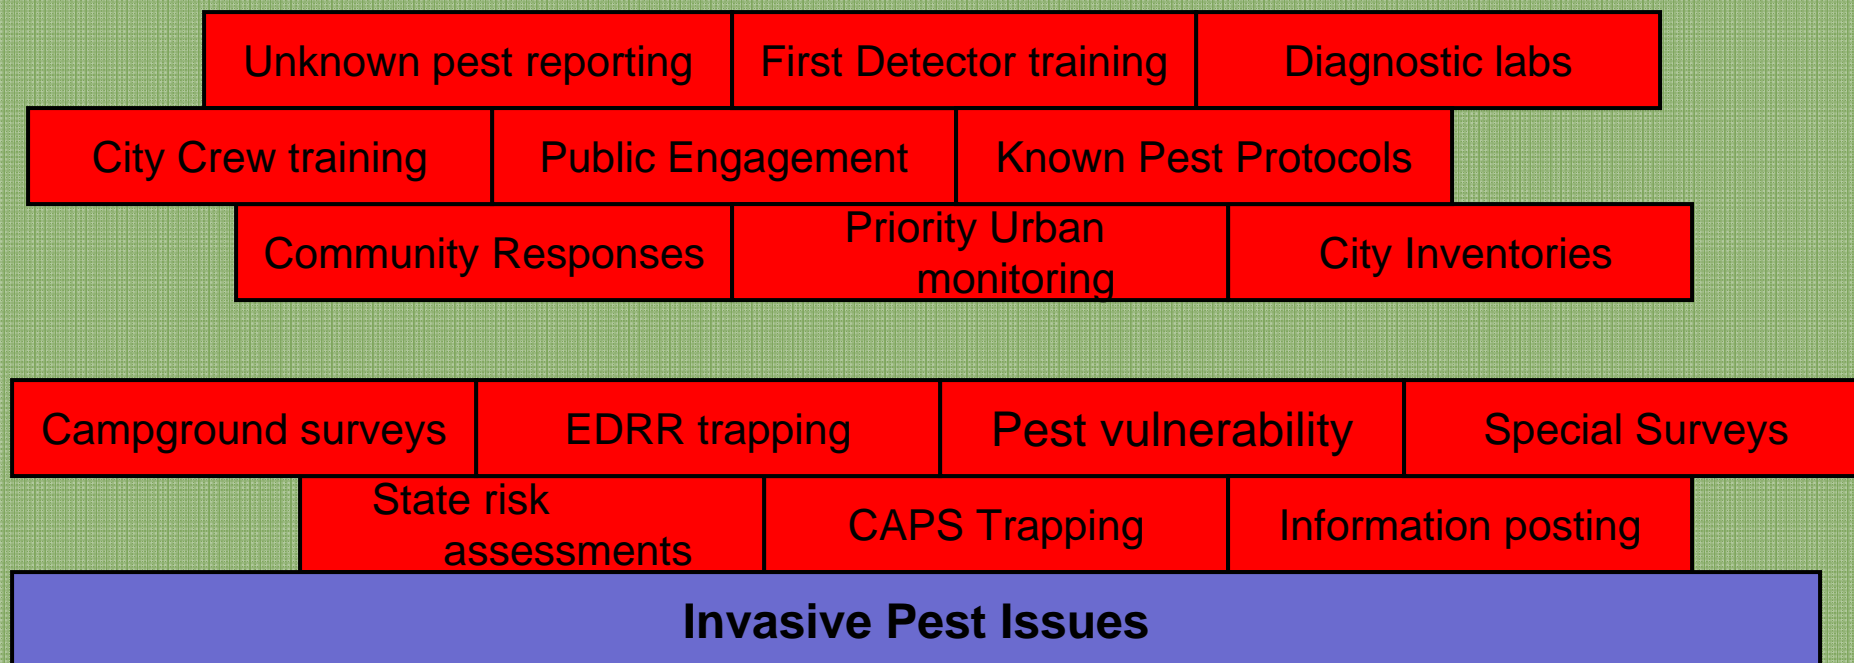 Unknown pest reporting
First Detector training
Diagnostic labs
City Crew training
Public Engagement
Known Pest Protocols
Community Responses
Priority Urban
monitoring
City Inventories
Campground surveys
EDRR trapping
Pest vulnerability
Special Surveys
State risk
assessments
CAPS Trapping
Information posting
Invasive Pest Issues